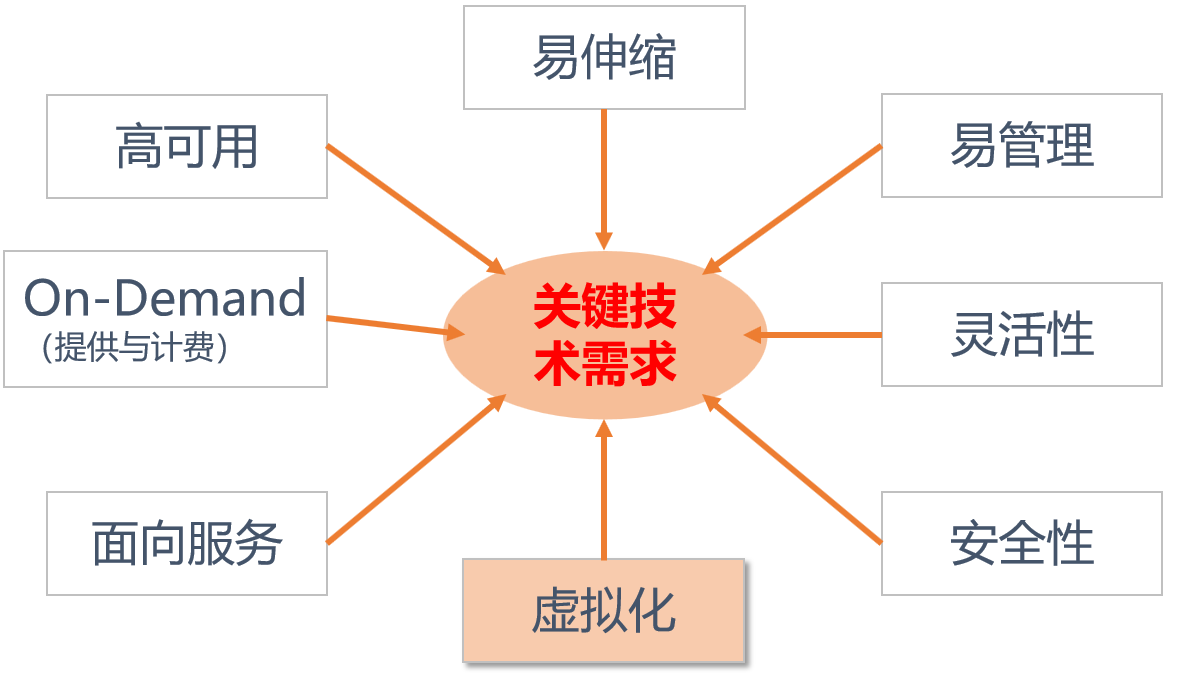 易伸缩
高可用
易管理
On-Demand
（提供与计费）
关键技
术需求
灵活性
面向服务
安全性
虚拟化